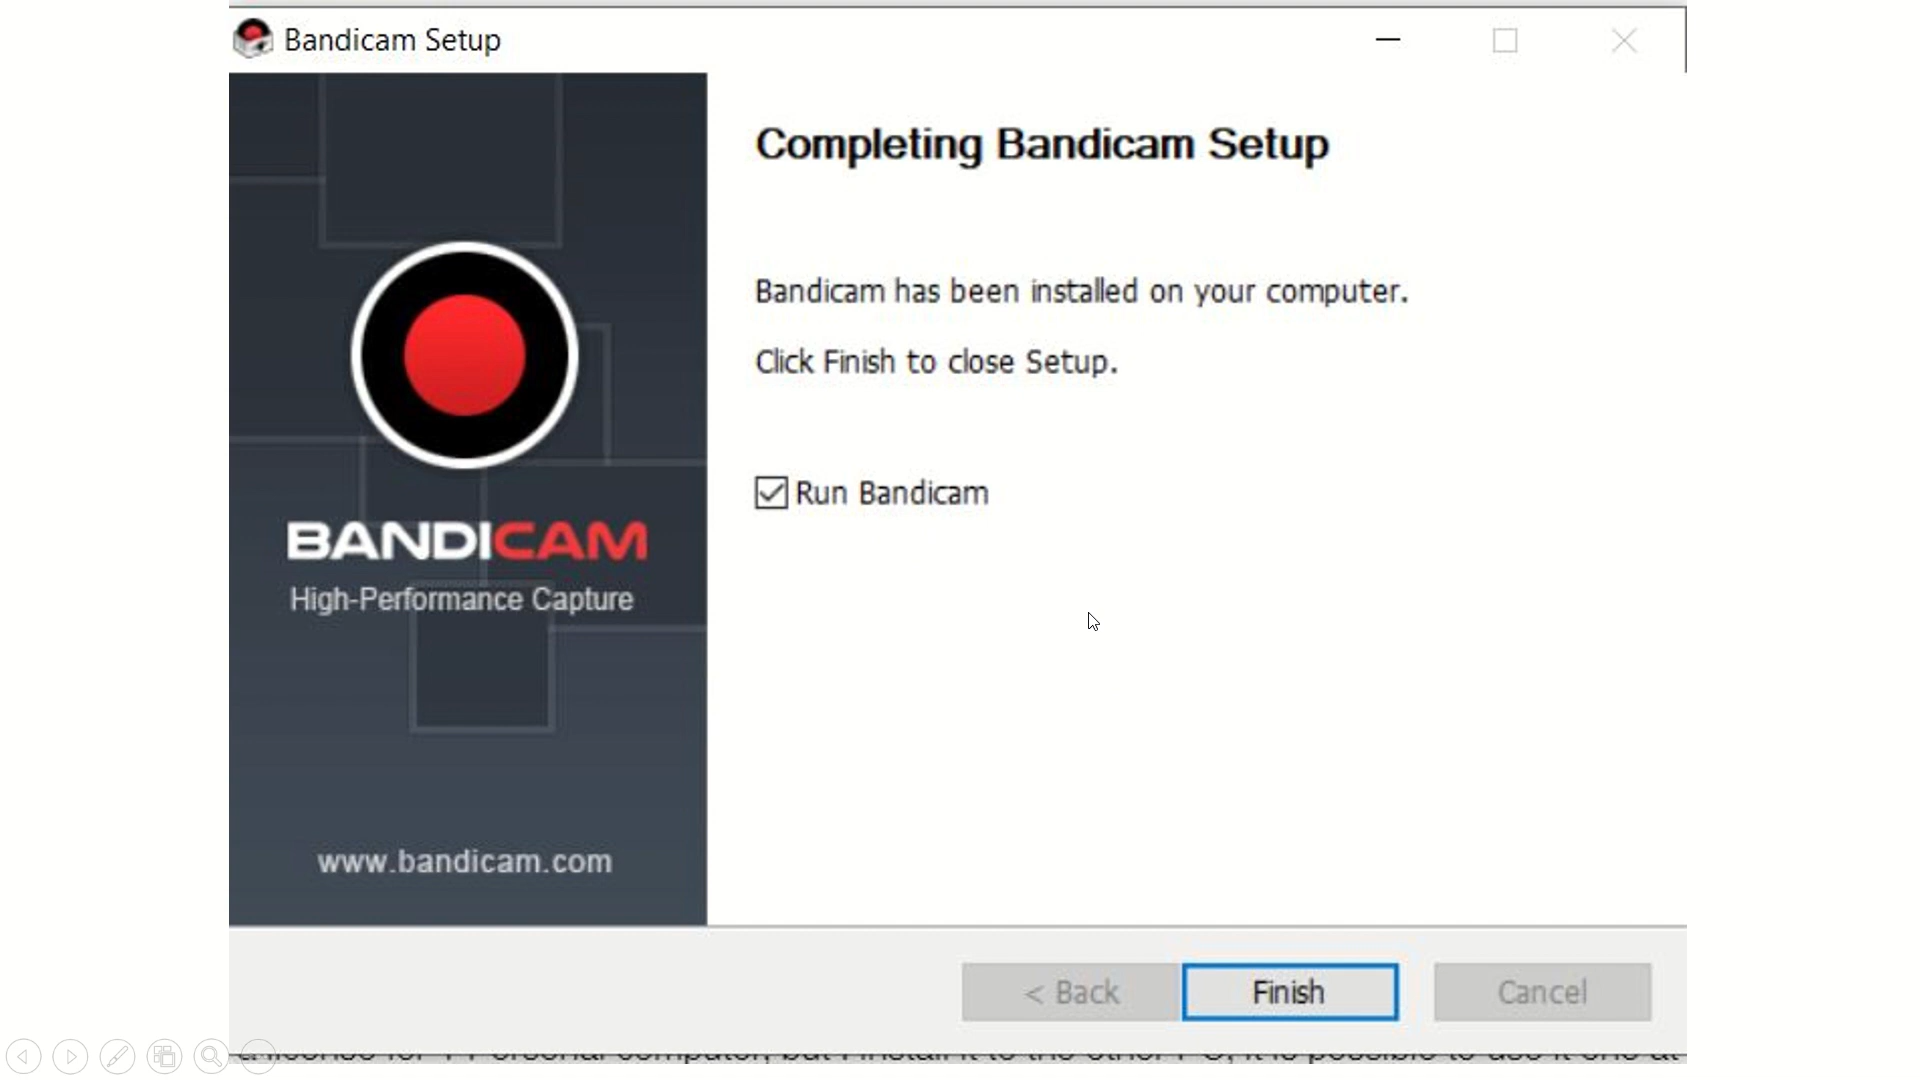 Bandicam Setup
Completing Bandicam Setup
Bandicam has been installed on your computer.
Click Finish to close Setup.
Run Bandicam
BANDICAM
High-Performance Capture
www.bandicam.com
< Back
Finish
Cancel